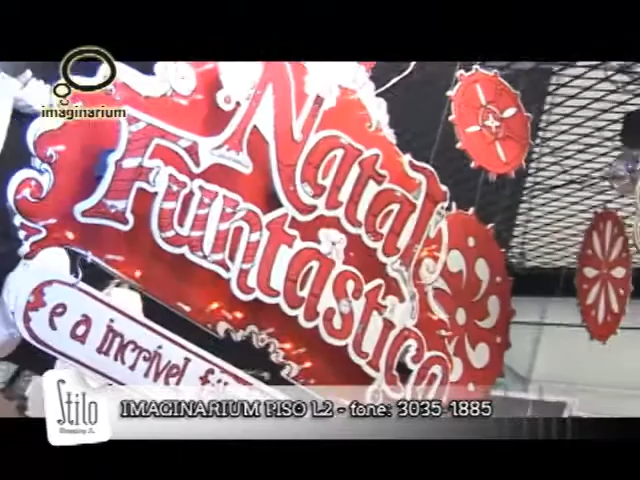 imaginarium
Natal
Funtástico
e a incrível
Stilo
IMAGINARIUM PISO L2 - fone: 3035-1885